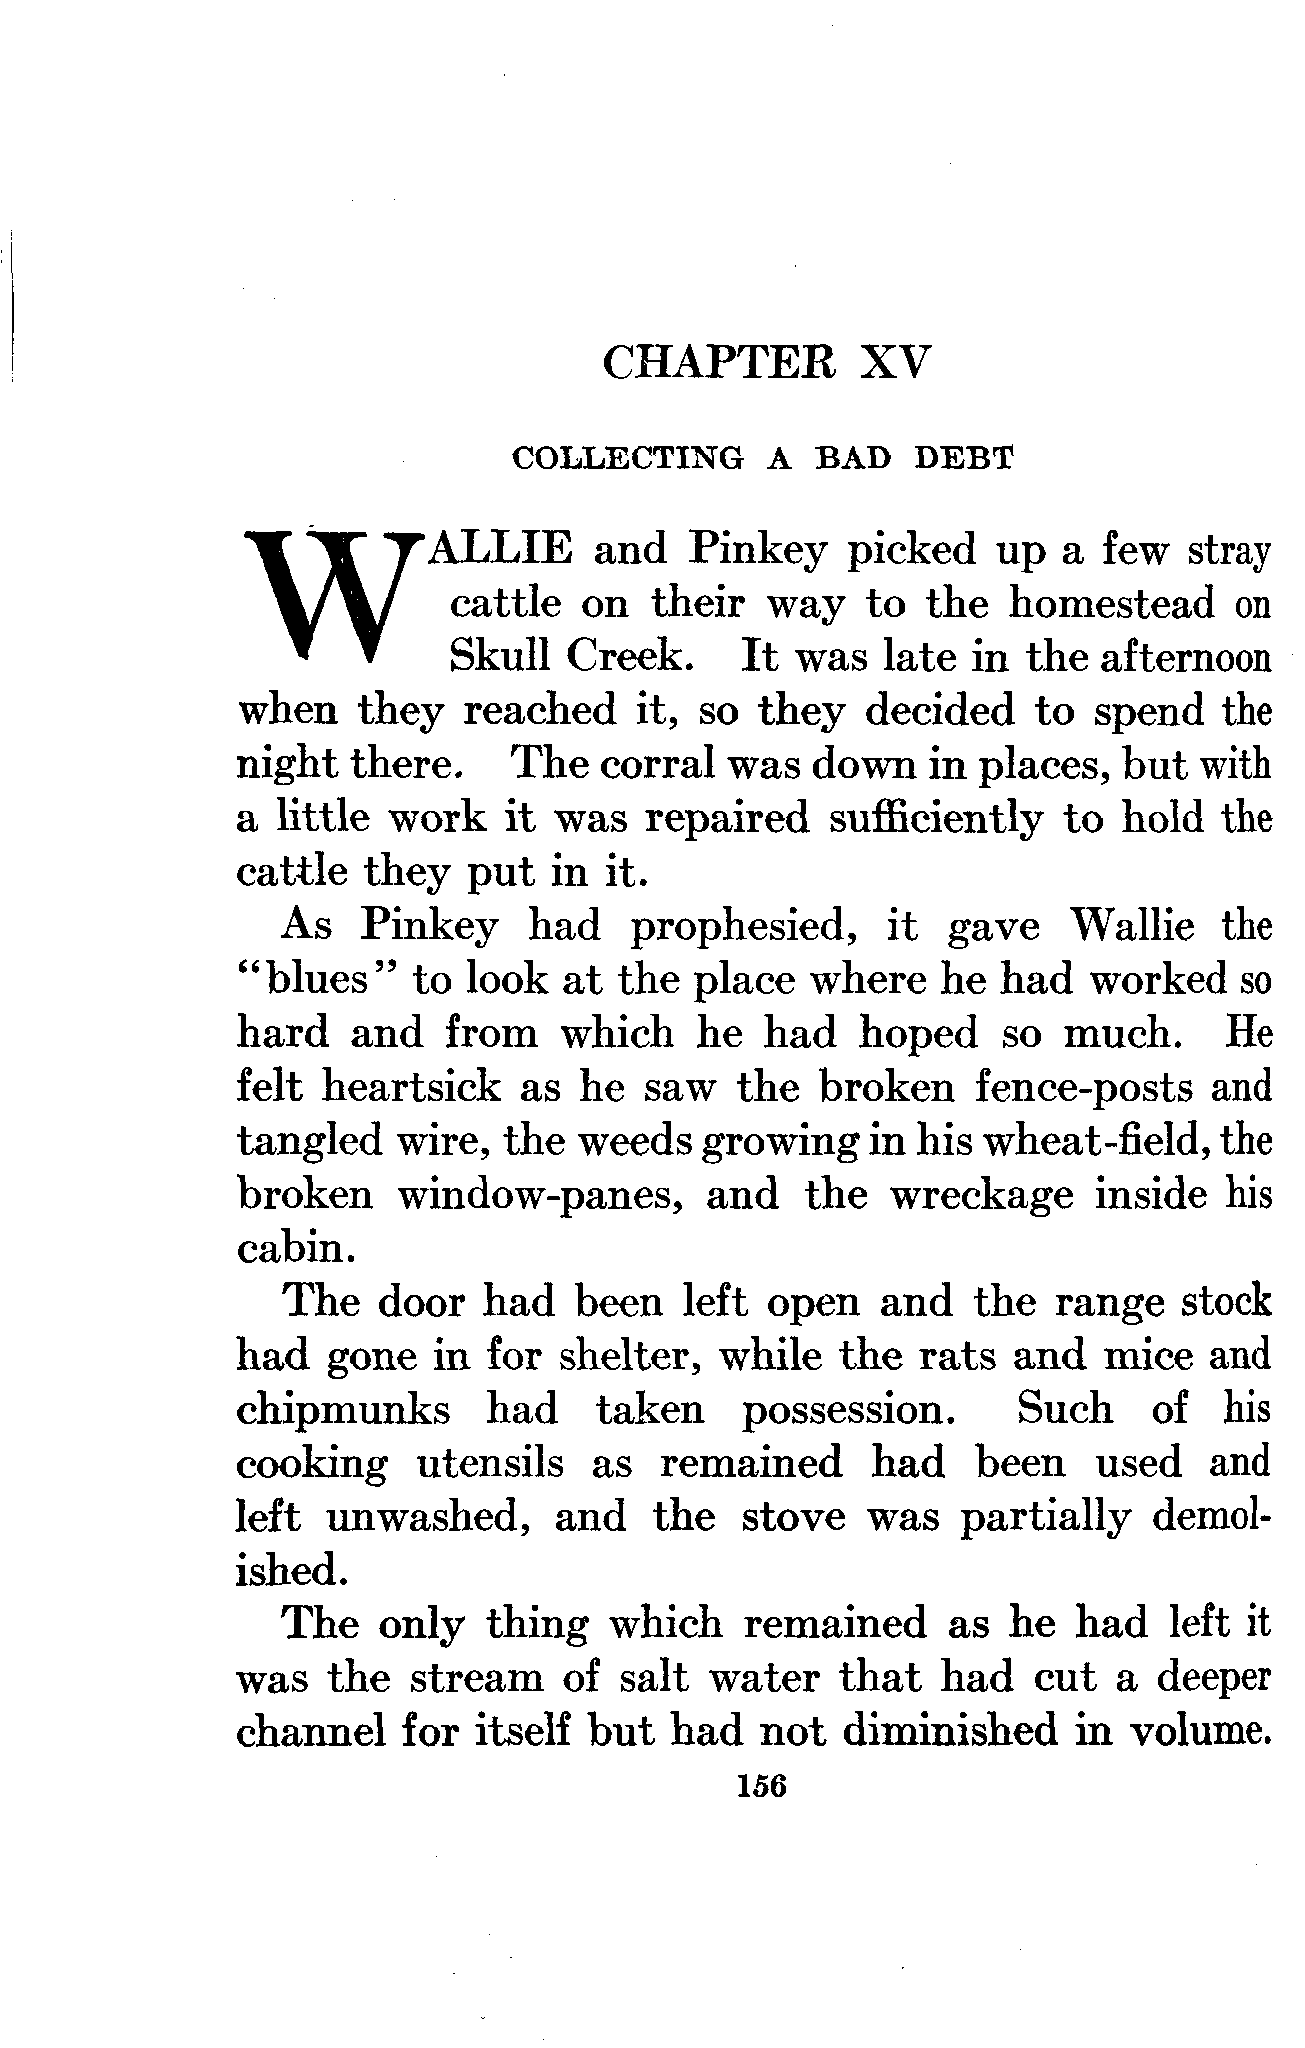 CHAPTER XV
COLLECTING A BAD DEBT
WALLIE and Pinkey picked up a few stray
cattle on their way to the homestead on
Skull Creek. It was late in the afternoon
when they reached it, so they decided to spend the
night there. The corral was down in places, but with
a little work it was repaired sufficiently to hold the
cattle they put in it.
As Pinkey had prophesied, it gave Wallie the
“blues” to look at the place where he had worked so
hard and from which he had hoped so much. He
felt heartsick as he saw the broken fence-posts and
tangled wire, the weeds growing in his wheat-field, the
broken window-panes, and the wreckage inside his
cabin.
The door had been left open and the range stock
had gone in for shelter, while the rats and mice and
chipmunks had taken possession. Such of his
cooking utensils as remained had been used and
left unwashed, and the stove was partially demol-
ished.
The only thing which remained as he had left it
was the stream of salt water that had cut a deeper
channel for itself but had not diminished in volume.
156